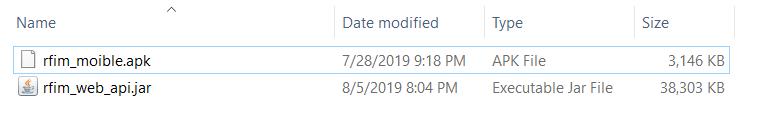 Name Date modified Type Size
rfim_moible.apk 7/28/2019 9:18 PM APK File 3,146 KB
rfim_web_api.jar 8/5/2019 8:04 PM Executable Jar File 38,303 KB